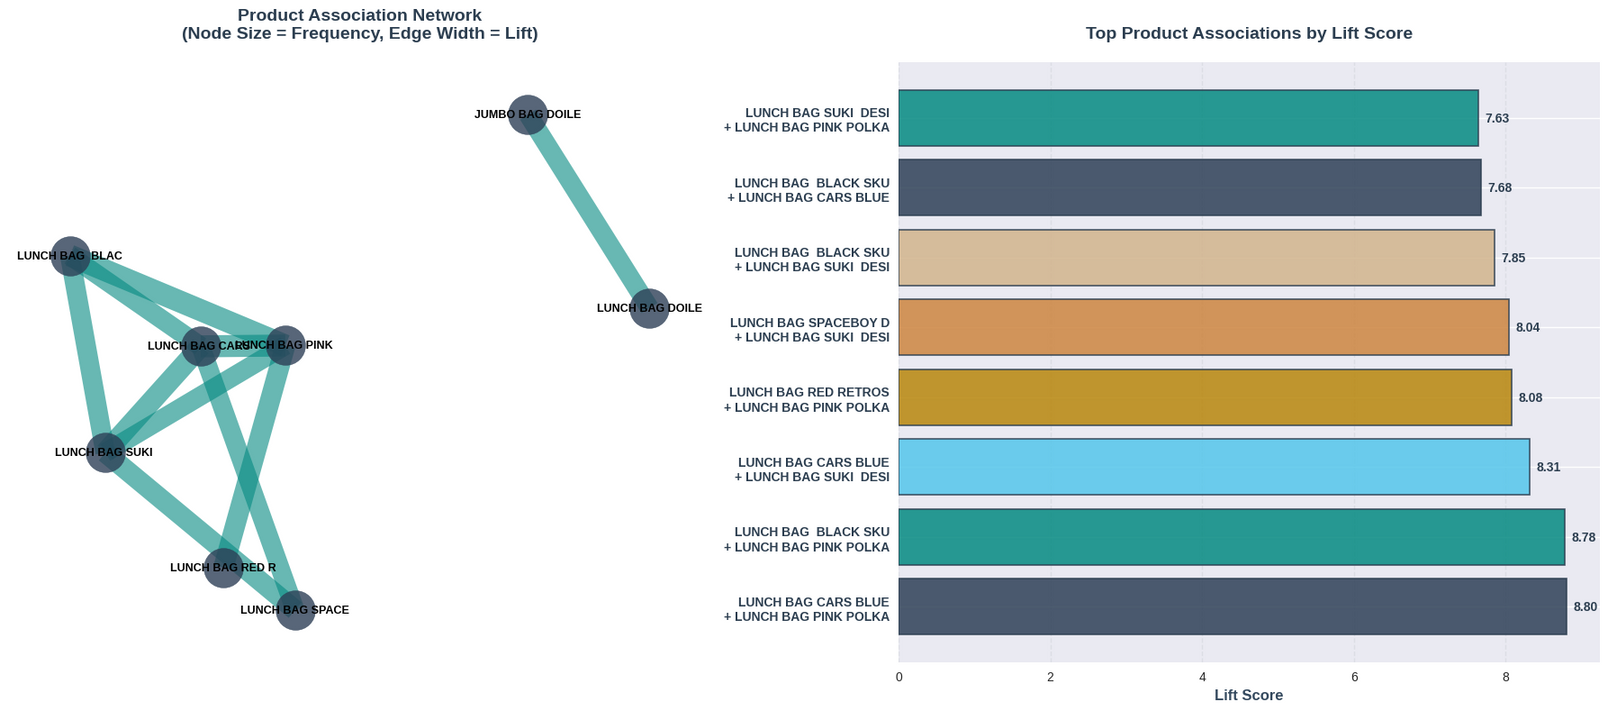 Product Association Network
(Node Size = Frequency, Edge Width = Lift)
JUMBO BAG DOILE
LUNCH BAG  BLAC
LUNCH BAG DOILE
LUNCH BAG CARS
LUNCH BAG PINK
LUNCH BAG SUKI
LUNCH BAG RED R
LUNCH BAG SPACE
Top Product Associations by Lift Score
LUNCH BAG SUKI  DESI
+ LUNCH BAG PINK POLKA
7.63
LUNCH BAG  BLACK SKU
+ LUNCH BAG CARS BLUE
7.68
LUNCH BAG  BLACK SKU
+ LUNCH BAG SUKI  DESI
7.85
LUNCH BAG SPACEBOY D
+ LUNCH BAG SUKI  DESI
8.04
LUNCH BAG RED RETROS
+ LUNCH BAG PINK POLKA
8.08
LUNCH BAG CARS BLUE
+ LUNCH BAG SUKI  DESI
8.31
LUNCH BAG  BLACK SKU
+ LUNCH BAG PINK POLKA
8.78
LUNCH BAG CARS BLUE
+ LUNCH BAG PINK POLKA
8.80
0 2 4 6 8
Lift Score